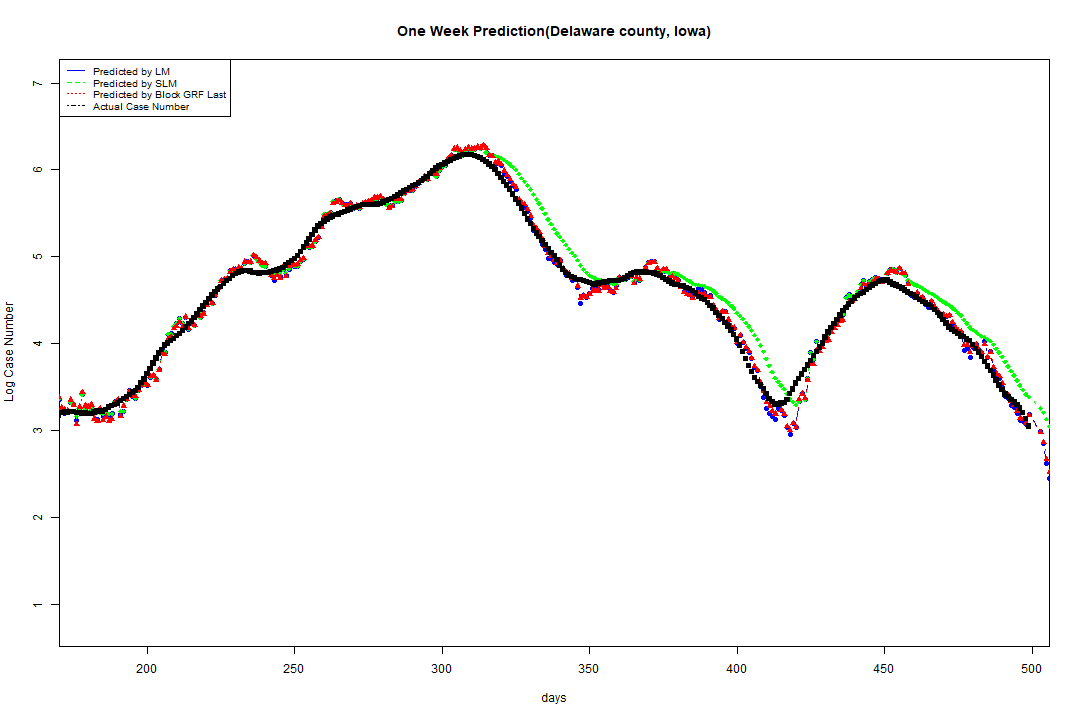 One Week Prediction(Delaware county, Iowa)
Predicted by LM
Predicted by SLM
Predicted by Block GRF Last
Actual Case Number
Log Case Number
7
6
5
4
3
2
1
200 250 300 350 400 450 500
days